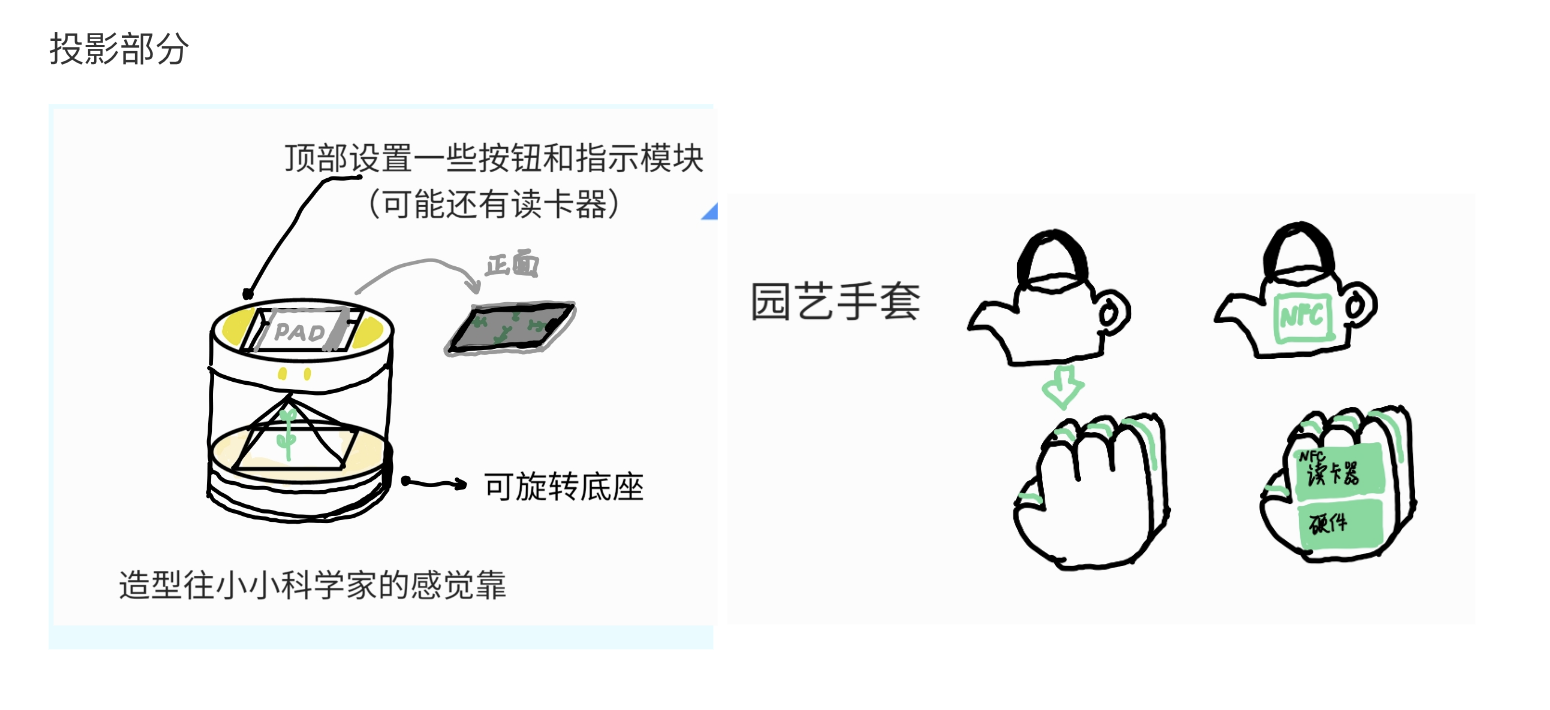 投影部分
顶部设置一些按钮和指示模块
（可能还有读卡器）
正面
PAD
可旋转底座
造型往小小科学家的感觉靠
园艺手套
NFC
NFC
读卡器
硬件